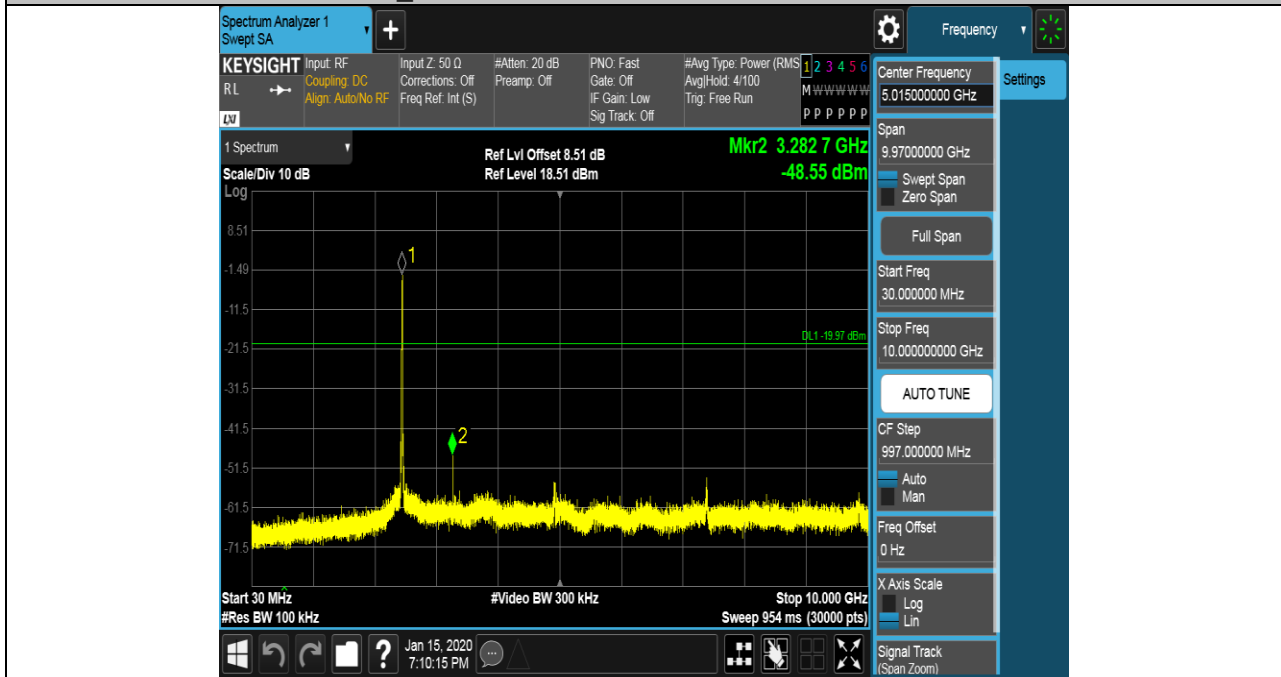 Spectrum Analyzer 1
Swept SA
+
Frequency
KEYSIGHT
RL
LXI
Input: RF
Coupling: DC
Align: Auto/No RF
Input Z: 50 Ω
Corrections: Off
Freq Ref: Int (S)
#Atten: 20 dB
Preamp: Off
PNO: Fast
Gate: Off
IF Gain: Low
Sig Track: Off
#Avg Type: Power (RMS
Avg|Hold: 4/100
Trig: Free Run
1 2 3 4 5 6
M W W W W W
P P P P P P
1 Spectrum
Scale/Div 10 dB
Log
Ref Lvl Offset 8.51 dB
Ref Level 18.51 dBm
Mkr2 3.282 7 GHz
-48.55 dBm
8.51
-1.49
-11.5
-21.5
-31.5
-41.5
-51.5
-61.5
-71.5
1
2
DL1 -19.97 dBm
Start 30 MHz
#Res BW 100 kHz
#Video BW 300 kHz
Stop 10.000 GHz
Sweep 954 ms (30000 pts)
?
Jan 15, 2020
7:10:15 PM
Center Frequency
5.015000000 GHz
Settings
Span
9.97000000 GHz
Swept Span
Zero Span
Full Span
Start Freq
30.000000 MHz
Stop Freq
10.000000000 GHz
AUTO TUNE
CF Step
997.000000 MHz
Auto
Man
Freq Offset
0 Hz
X Axis Scale
Log
Lin
Signal Track
(Span Zoom)